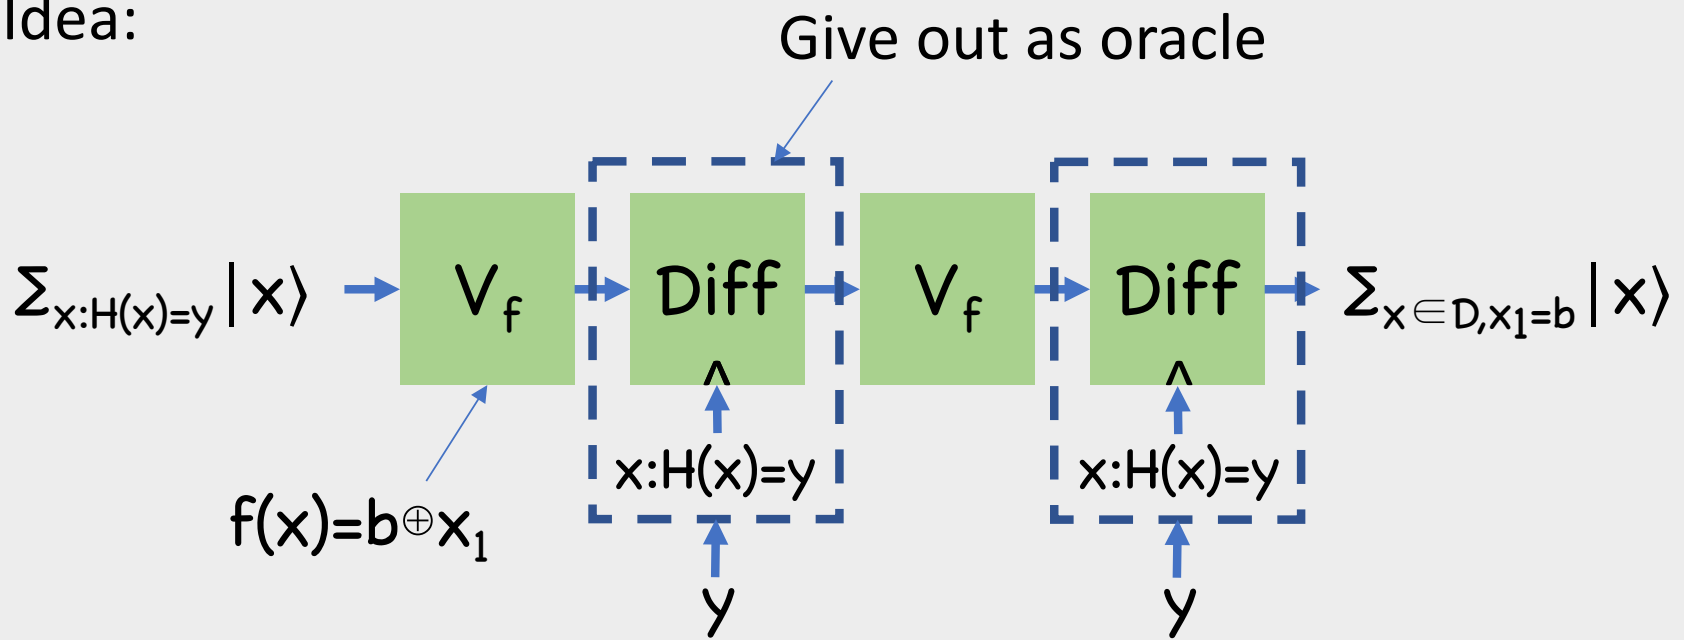 Idea:
Give out as oracle
Σx:H(x)=y |x⟩
Vf
Diff
Vf
Diff
Σx∈D,x1=b |x⟩
^
^
x:H(x)=y
x:H(x)=y
f(x)=b⊕x1
y
y